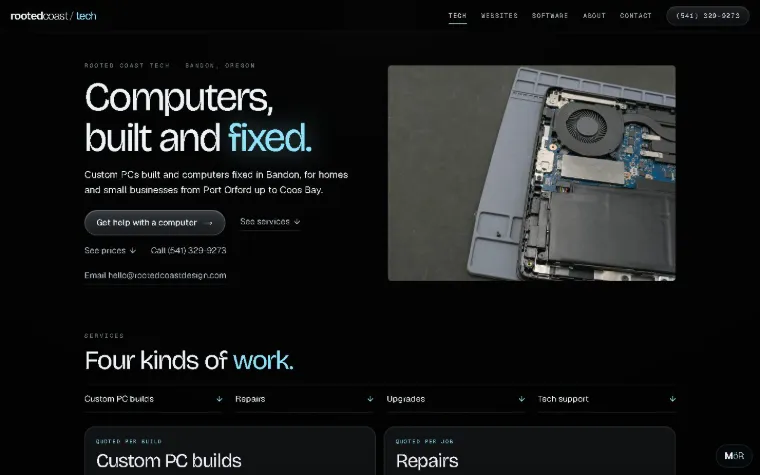 rootedcoast / tech
TECH WEBSITES SOFTWARE ABOUT CONTACT (541) 329-9273
ROOTED COAST TECH BANDON, OREGON
Computers,
built and fixed.
Custom PCs built and computers fixed in Bandon, for homes
and small businesses from Port Orford up to Coos Bay.
Get help with a computer →
See services ↓
See prices ↓ Call (541) 329-9273
Email hello@rootedcoastdesign.com
SERVICES
Four kinds of work.
Custom PC builds ↓ Repairs ↓ Upgrades ↓ Tech support ↓
QUOTED PER BUILD
Custom PC builds
QUOTED PER JOB
Repairs
MöR